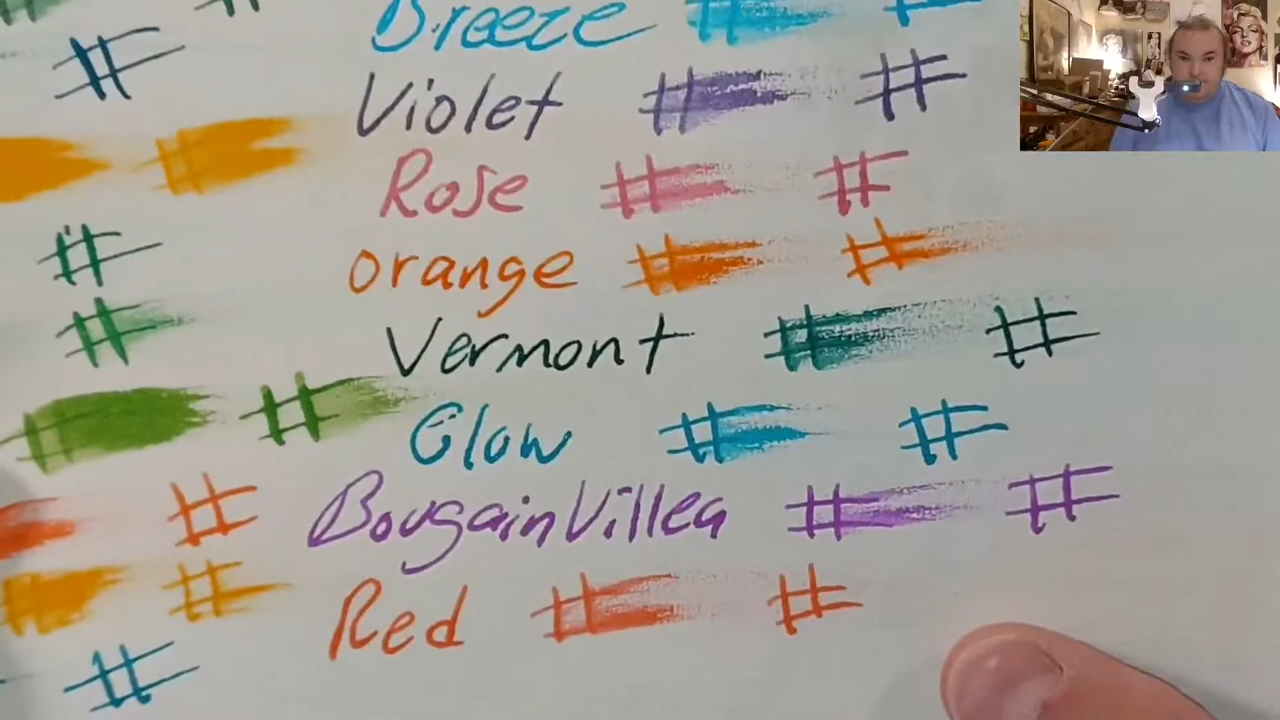 Breeze # #
Violet # #
Rose # #
orange # #
Vermont # #
Glow # #
BougainVillea # #
Red # #